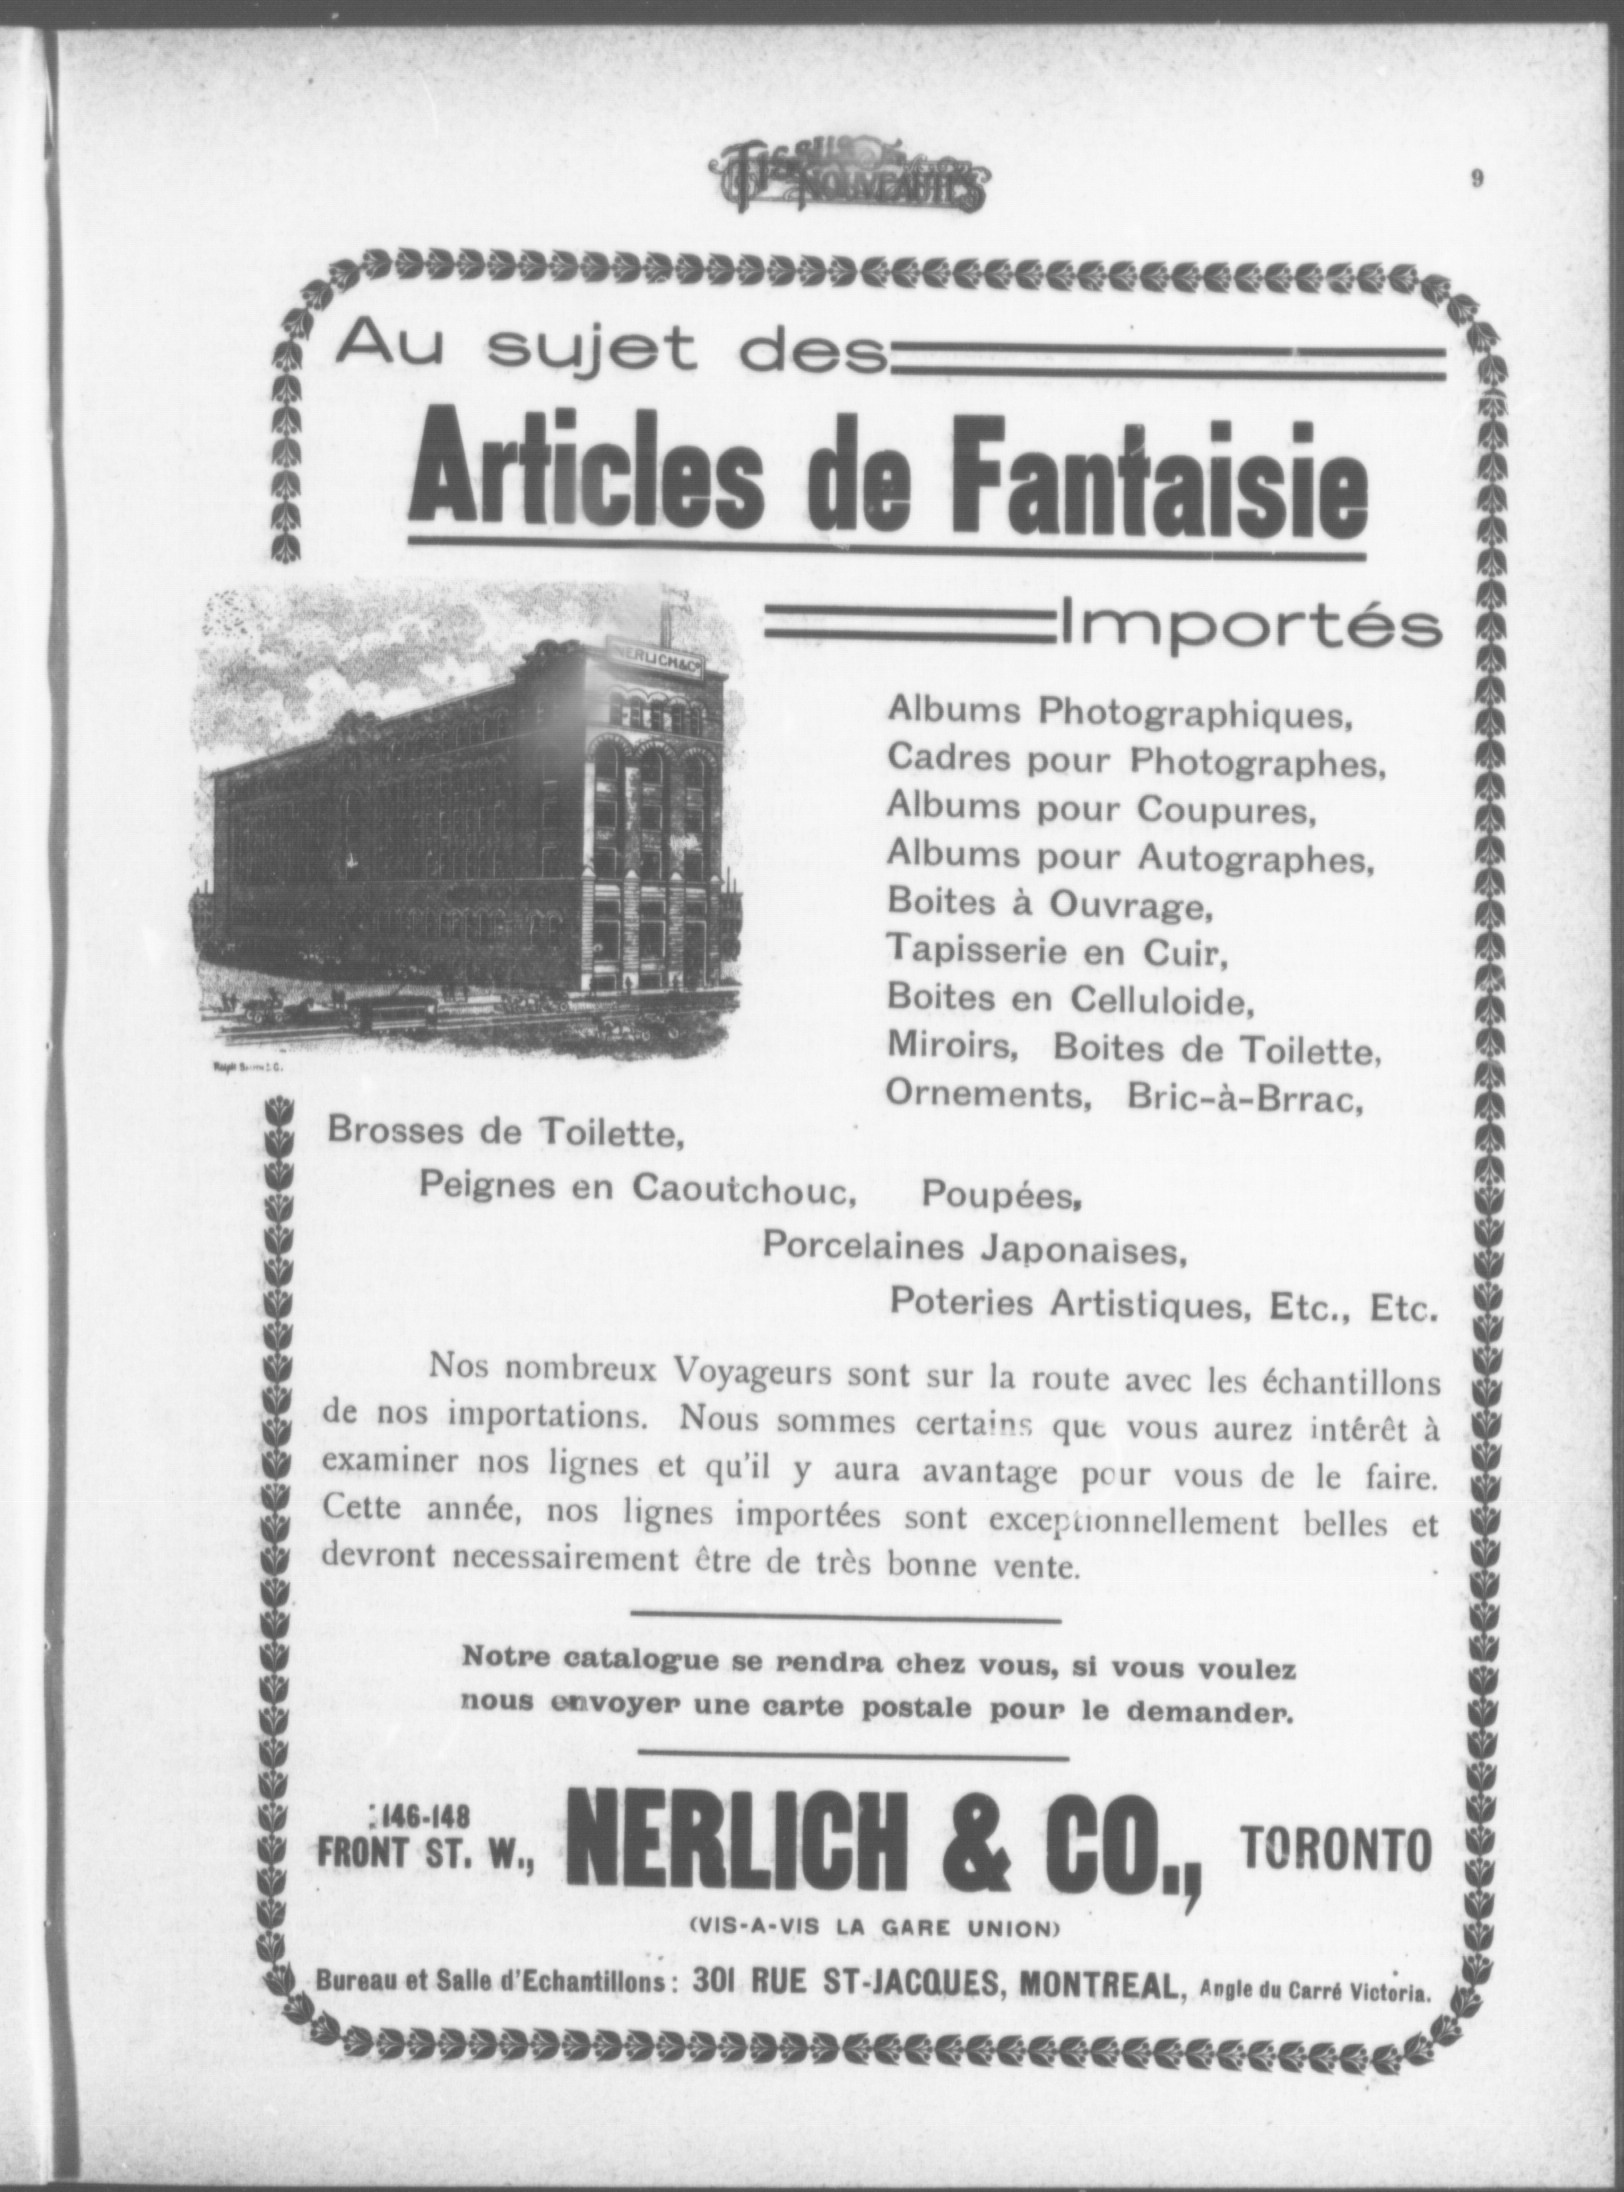 TISSUS & NOUVEAUTÉS
9
Au sujet des
Articles de Fantaisie
Importés
NERLICH & Co
Albums Photographiques,
Cadres pour Photographes,
Albums pour Coupures,
Albums pour Autographes,
Boites à Ouvrage,
Tapisserie en Cuir,
Boites en Celluloide,
Miroirs, Boites de Toilette,
Ornements, Bric-à-Brrac,
Brosses de Toilette,
Peignes en Caoutchouc, Poupées,
Porcelaines Japonaises,
Poteries Artistiques, Etc., Etc.
Nos nombreux Voyageurs sont sur la route avec les échantillons
de nos importations. Nous sommes certains que vous aurez intérêt à
examiner nos lignes et qu'il y aura avantage pour vous de le faire.
Cette année, nos lignes importées sont exceptionnellement belles et
devront necessairement être de très bonne vente.
Notre catalogue se rendra chez vous, si vous voulez
nous envoyer une carte postale pour le demander.
146-148
FRONT ST. W., NERLICH & CO., TORONTO
(VIS-A-VIS LA GARE UNION)
Bureau et Salle d'Echantillons : 301 RUE ST-JACQUES, MONTREAL, Angle du Carré Victoria.